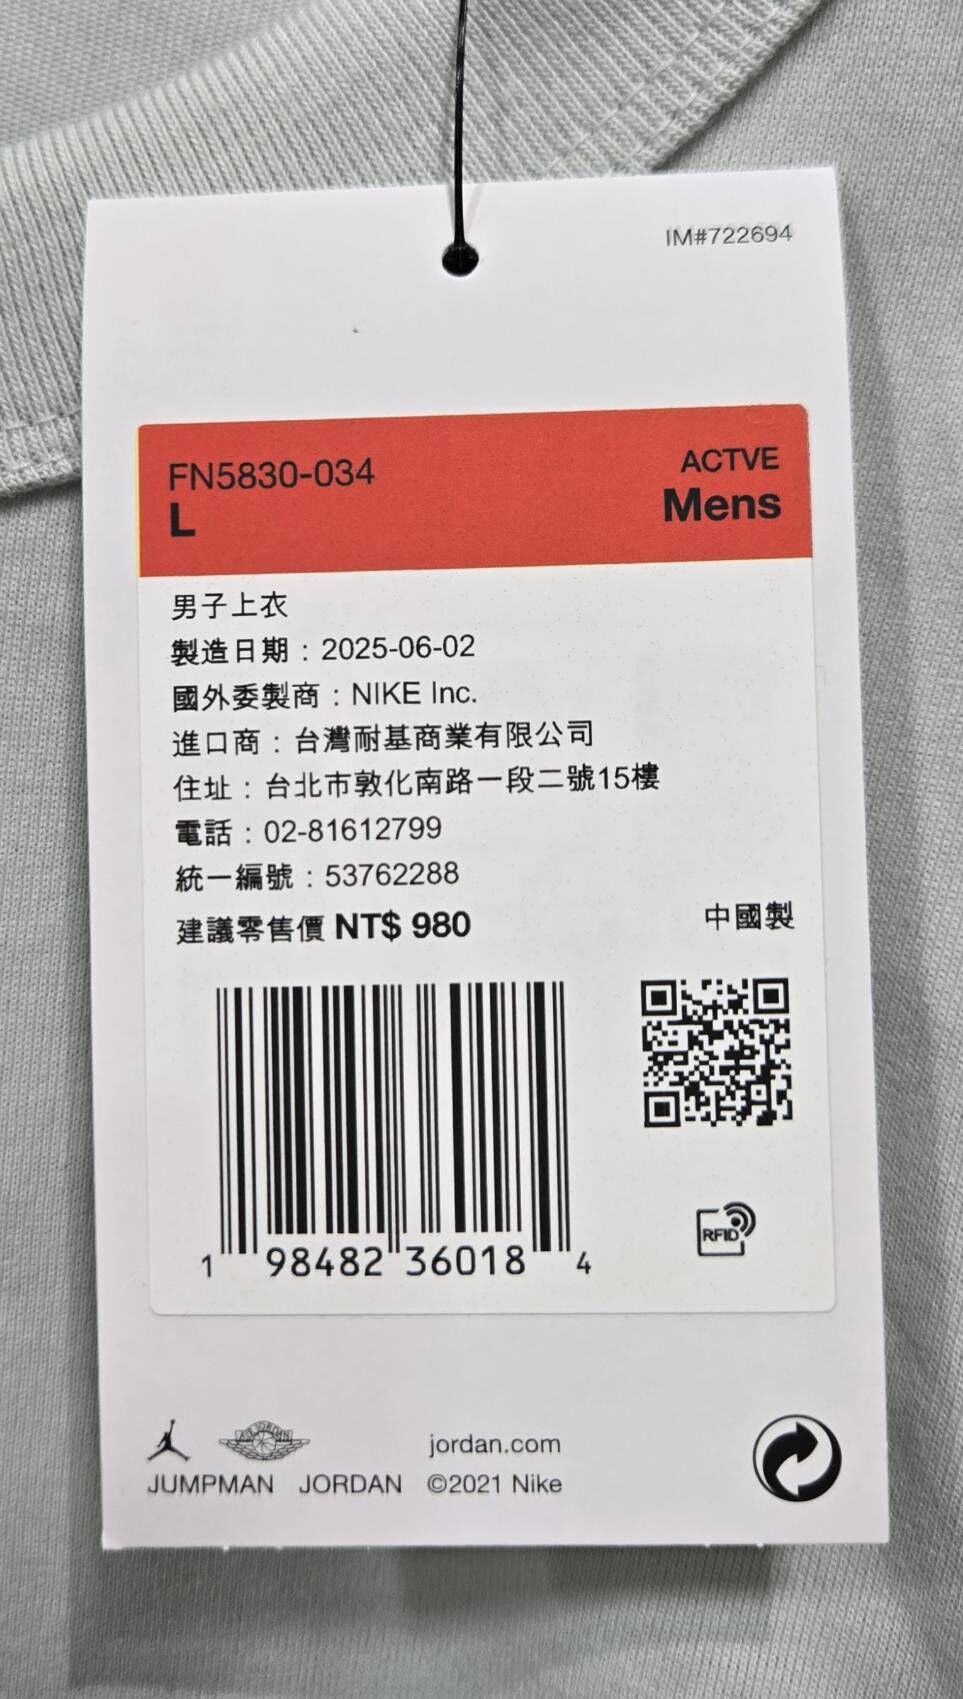 IM#722694
FN5830-034
ACTVE
L
Mens
男子上衣
製造日期：2025-06-02
國外委製商：NIKE Inc.
進口商：台灣耐基商業有限公司
住址：台北市敦化南路一段二號15樓
電話：02-81612799
統一編號：53762288
建議零售價 NT$ 980
中國製
1 98482 36018 4
RFID
AIR JORDAN
jordan.com
JUMPMAN JORDAN ©2021 Nike